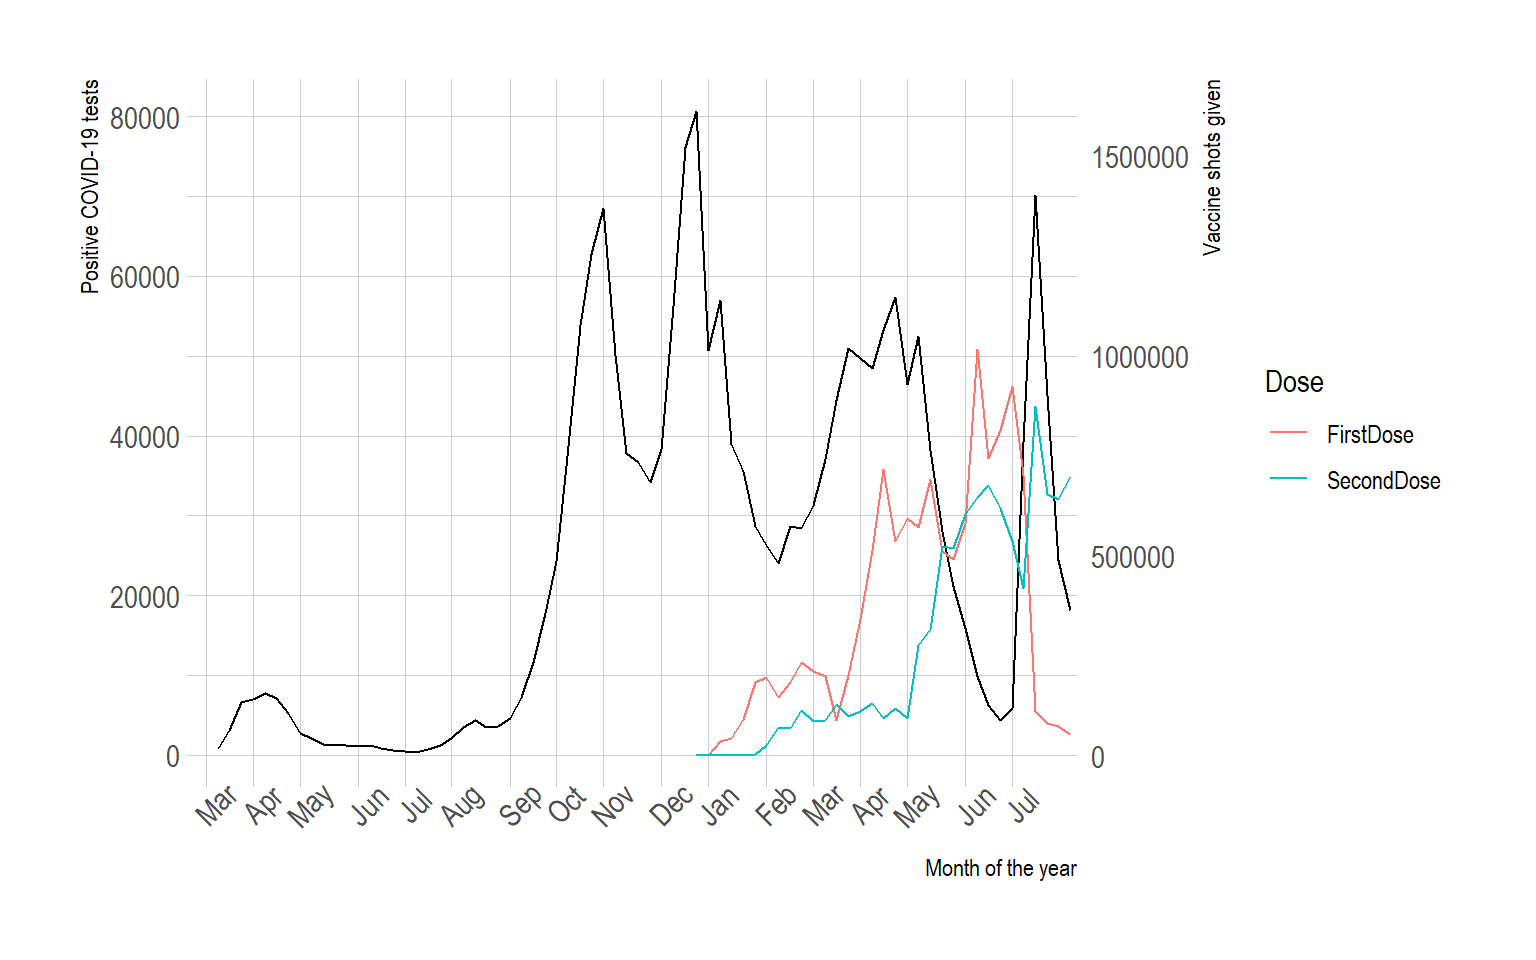 Positive COVID-19 tests
80000
60000
40000
20000
0
Vaccine shots given
1500000
1000000
500000
0
Mar Apr May Jun Jul Aug Sep Oct Nov Dec Jan Feb Mar Apr May Jun Jul
Month of the year
Dose
FirstDose
SecondDose